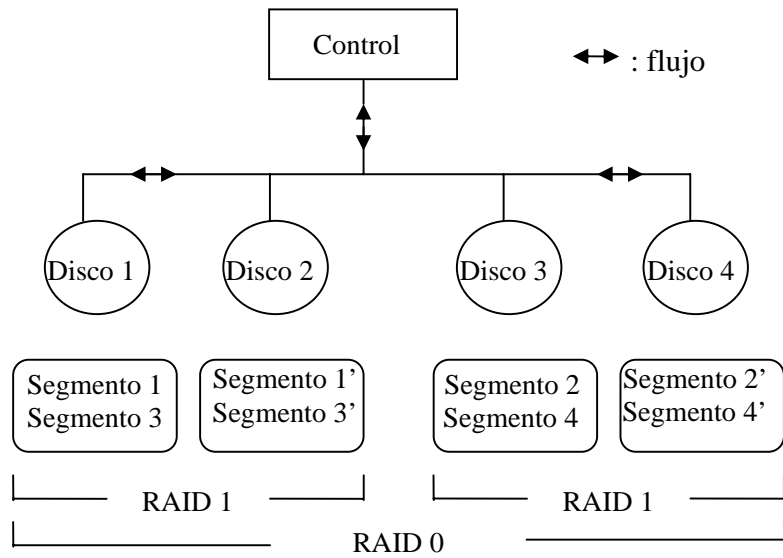 Control
: flujo
Disco 1
Disco 2
Disco 3
Disco 4
Segmento 1
Segmento 3
Segmento 1’
Segmento 3’
Segmento 2
Segmento 4
Segmento 2’
Segmento 4’
RAID 1
RAID 1
RAID 0